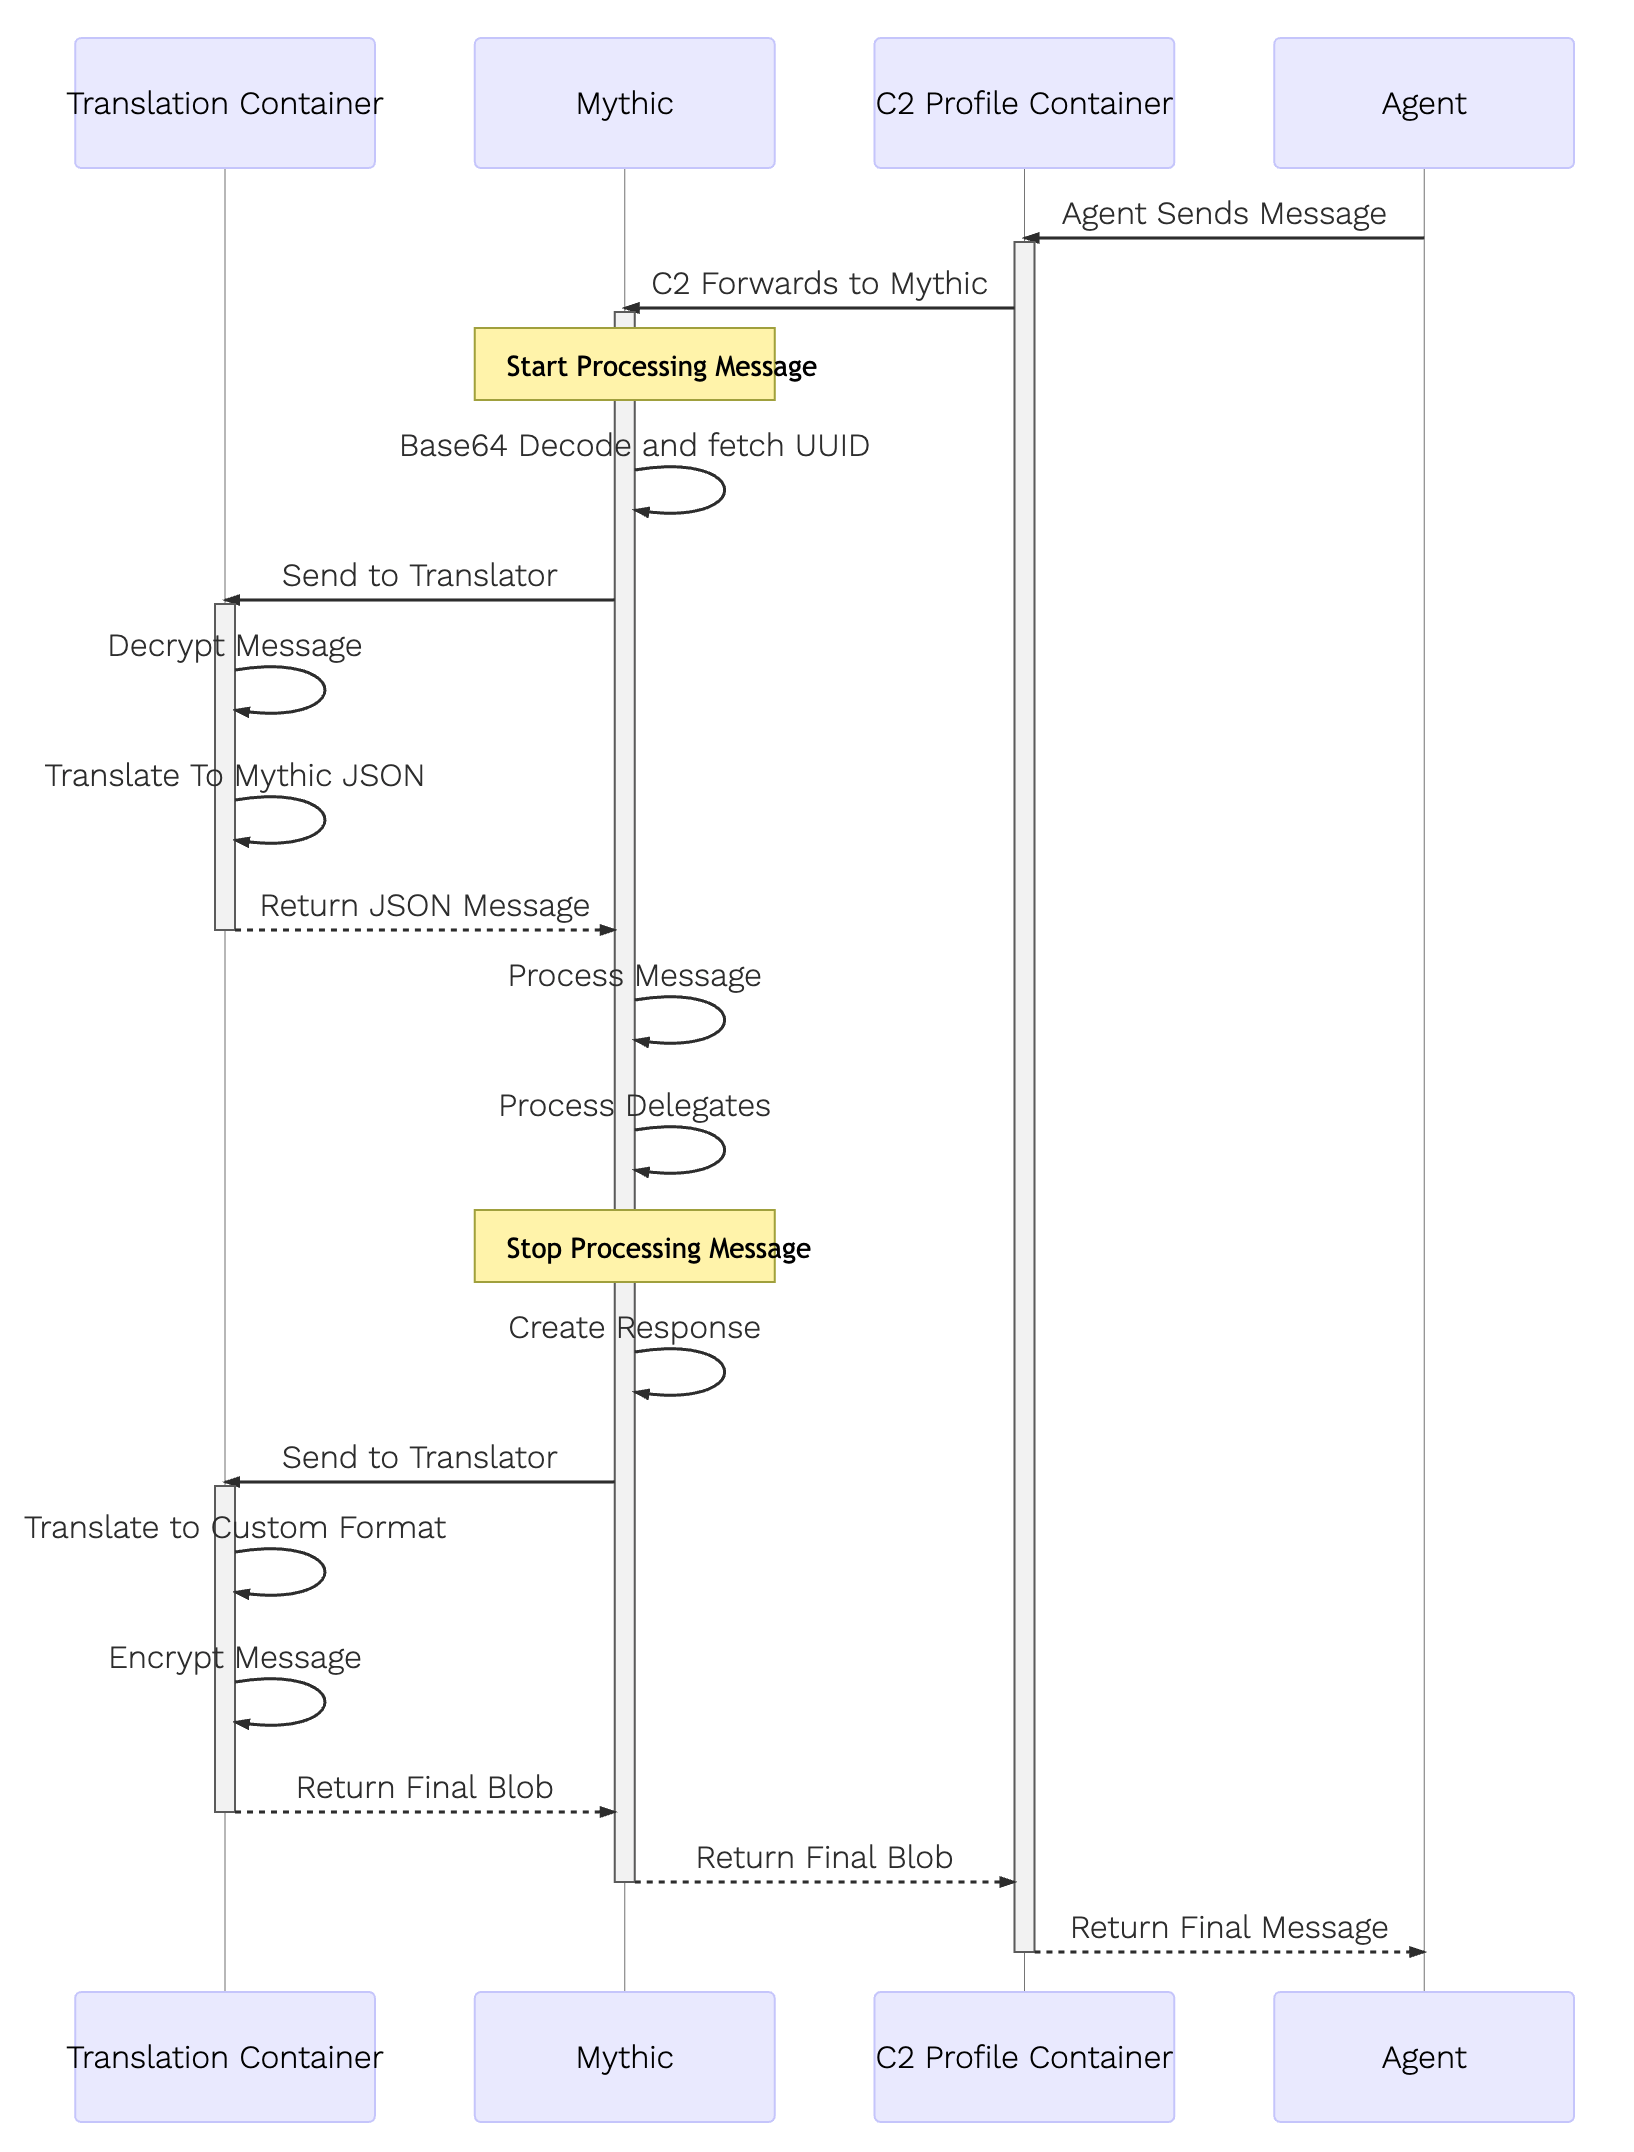 Translation Container
Mythic
C2 Profile Container
Agent
Agent Sends Message
C2 Forwards to Mythic
Start Processing Message
Base64 Decode and fetch UUID
Send to Translator
Decrypt Message
Translate To Mythic JSON
Return JSON Message
Process Message
Process Delegates
Stop Processing Message
Create Response
Send to Translator
Translate to Custom Format
Encrypt Message
Return Final Blob
Return Final Blob
Return Final Message
Translation Container
Mythic
C2 Profile Container
Agent